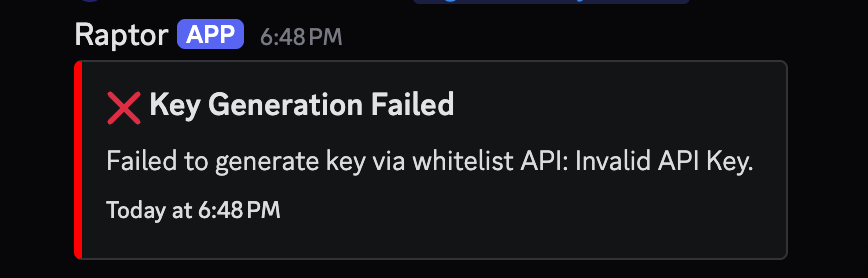 Raptor APP 6:48 PM
❌ Key Generation Failed
Failed to generate key via whitelist API: Invalid API Key.
Today at 6:48 PM